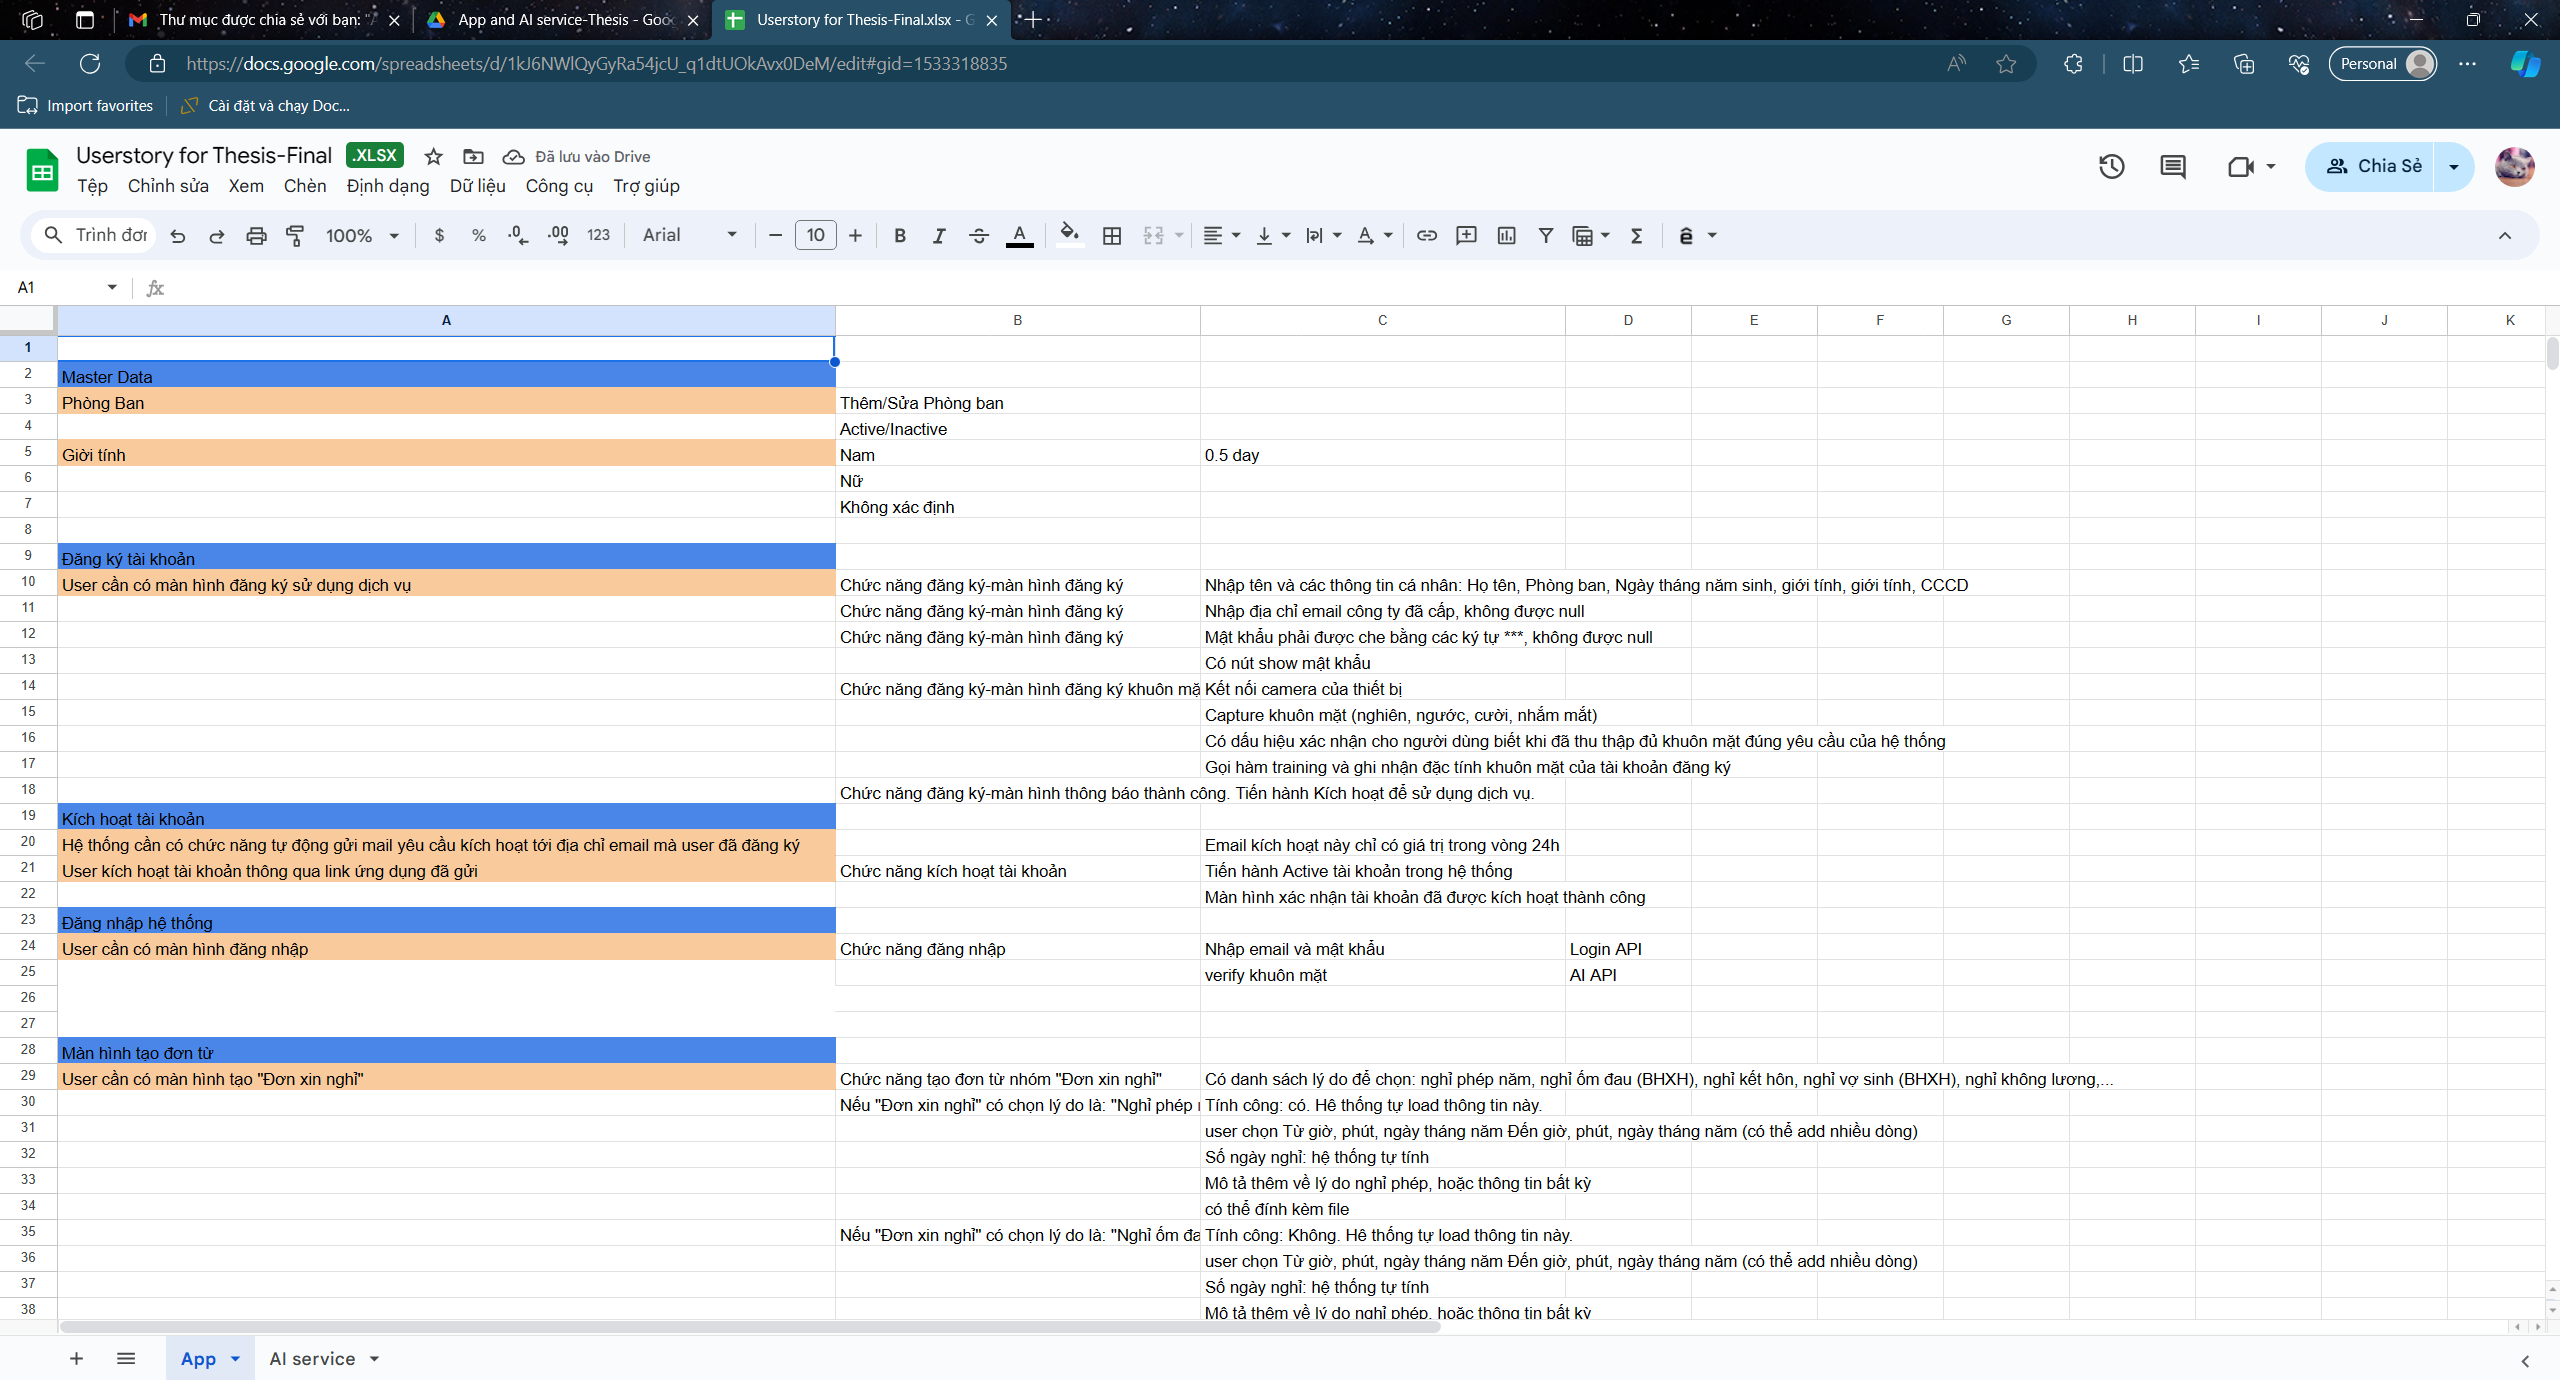 Thư mục được chia sẻ với bạn: "
App and AI service-Thesis - Goo
Userstory for Thesis-Final.xlsx - G
https://docs.google.com/spreadsheets/d/1kJ6NWlQyGyRa54jcU_q1dtUOkAvx0DeM/edit#gid=1533318835
Personal
Import favorites
Cài đặt và chạy Doc...
Userstory for Thesis-Final .XLSX Đã lưu vào Drive
Tệp Chỉnh sửa Xem Chèn Định dạng Dữ liệu Công cụ Trợ giúp
Chia Sẻ
Trình đơn 100% $ % .0 .00 123 Arial 10 B I A
A1 fx
A B C D E F G H I J K
1
2 Master Data
3 Phòng Ban Thêm/Sửa Phòng ban
4 Active/Inactive
5 Giời tính Nam 0.5 day
6 Nữ
7 Không xác định
8
9 Đăng ký tài khoản
10 User cần có màn hình đăng ký sử dụng dịch vụ Chức năng đăng ký-màn hình đăng ký Nhập tên và các thông tin cá nhân: Họ tên, Phòng ban, Ngày tháng năm sinh, giới tính, giới tính, CCCD
11 Chức năng đăng ký-màn hình đăng ký Nhập địa chỉ email công ty đã cấp, không được null
12 Chức năng đăng ký-màn hình đăng ký Mật khẩu phải được che bằng các ký tự ***, không được null
13 Có nút show mật khẩu
14 Chức năng đăng ký-màn hình đăng ký khuôn mặ Kết nối camera của thiết bị
15 Capture khuôn mặt (nghiên, ngước, cười, nhắm mắt)
16 Có dấu hiệu xác nhận cho người dùng biết khi đã thu thập đủ khuôn mặt đúng yêu cầu của hệ thống
17 Gọi hàm training và ghi nhận đặc tính khuôn mặt của tài khoản đăng ký
18 Chức năng đăng ký-màn hình thông báo thành công. Tiến hành Kích hoạt để sử dụng dịch vụ.
19 Kích hoạt tài khoản
20 Hệ thống cần có chức năng tự động gửi mail yêu cầu kích hoạt tới địa chỉ email mà user đã đăng ký Email kích hoạt này chỉ có giá trị trong vòng 24h
21 User kích hoạt tài khoản thông qua link ứng dụng đã gửi Chức năng kích hoạt tài khoản Tiến hành Active tài khoản trong hệ thống
22 Màn hình xác nhận tài khoản đã được kích hoạt thành công
23 Đăng nhập hệ thống
24 User cần có màn hình đăng nhập Chức năng đăng nhập Nhập email và mật khẩu Login API
25 verify khuôn mặt AI API
26
27
28 Màn hình tạo đơn từ
29 User cần có màn hình tạo "Đơn xin nghỉ" Chức năng tạo đơn từ nhóm "Đơn xin nghỉ" Có danh sách lý do để chọn: nghỉ phép năm, nghỉ ốm đau (BHXH), nghỉ kết hôn, nghỉ vợ sinh (BHXH), nghỉ không lương,...
30 Nếu "Đơn xin nghỉ" có chọn lý do là: "Nghỉ phép Tính công: có. Hê thống tự load thông tin này.
31 user chọn Từ giờ, phút, ngày tháng năm Đến giờ, phút, ngày tháng năm (có thể add nhiều dòng)
32 Số ngày nghỉ: hệ thống tự tính
33 Mô tả thêm về lý do nghỉ phép, hoặc thông tin bất kỳ
34 có thể đính kèm file
35 Nếu "Đơn xin nghỉ" có chọn lý do là: "Nghỉ ốm đa Tính công: Không. Hê thống tự load thông tin này.
36 user chọn Từ giờ, phút, ngày tháng năm Đến giờ, phút, ngày tháng năm (có thể add nhiều dòng)
37 Số ngày nghỉ: hệ thống tự tính
38 Mô tả thêm về lý do nghỉ phép, hoặc thông tin bất kỳ
App AI service